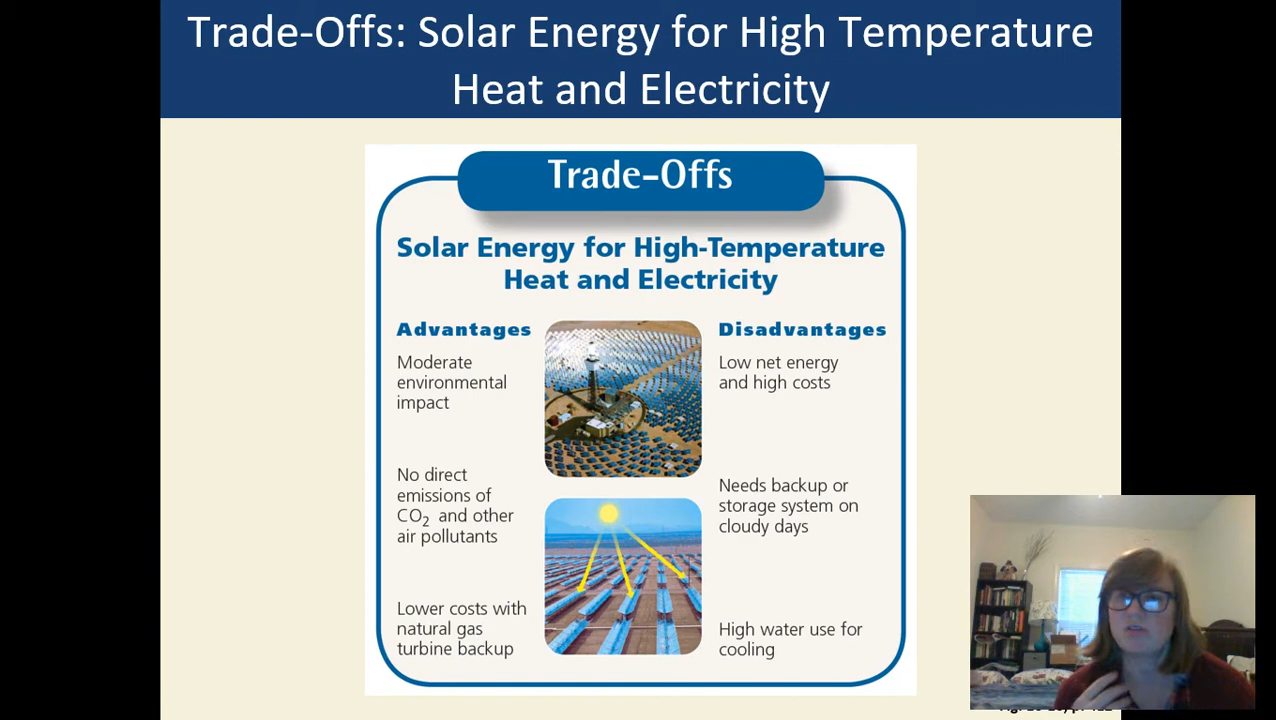 Trade-Offs: Solar Energy for High Temperature
Heat and Electricity
Trade-Offs
Solar Energy for High-Temperature
Heat and Electricity
Advantages
Moderate
environmental
impact
No direct
emissions of
CO2 and other
air pollutants
Lower costs with
natural gas
turbine backup
Disadvantages
Low net energy
and high costs
Needs backup or
storage system on
cloudy days
High water use for
cooling